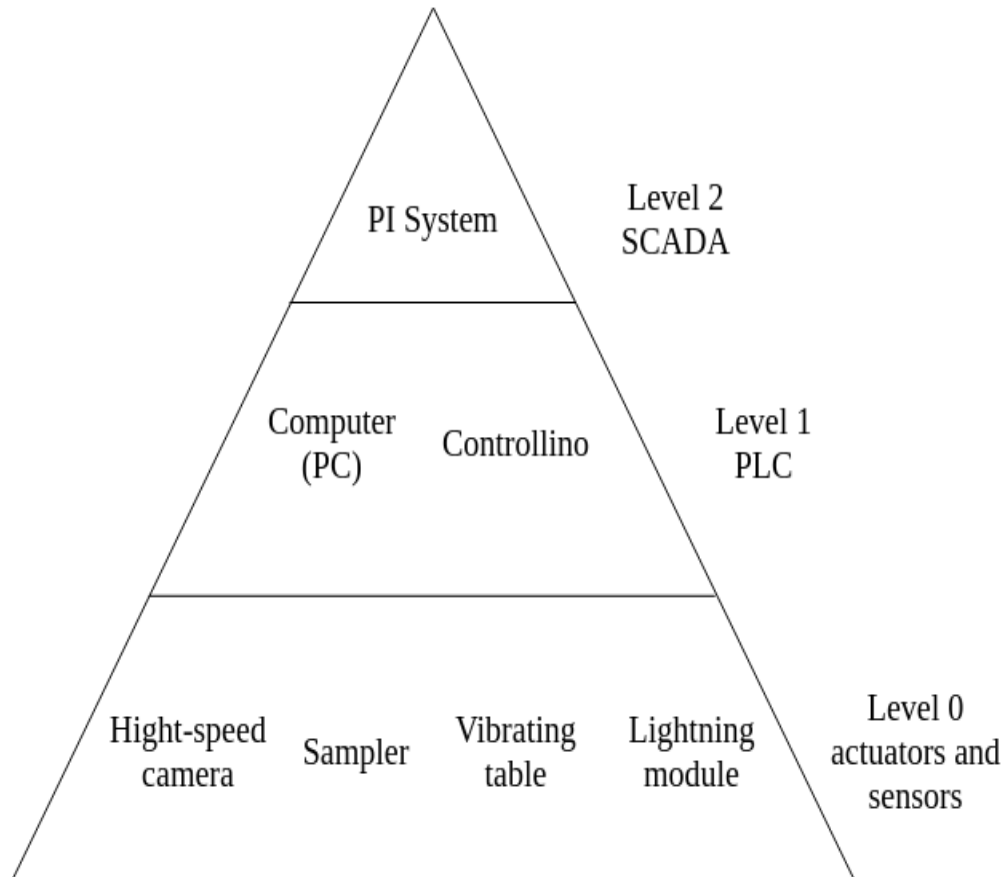 PI System
Level 2
SCADA
Computer
(PC)
Controllino
Level 1
PLC
Hight-speed
camera
Sampler
Vibrating
table
Lightning
module
Level 0
actuators and
sensors